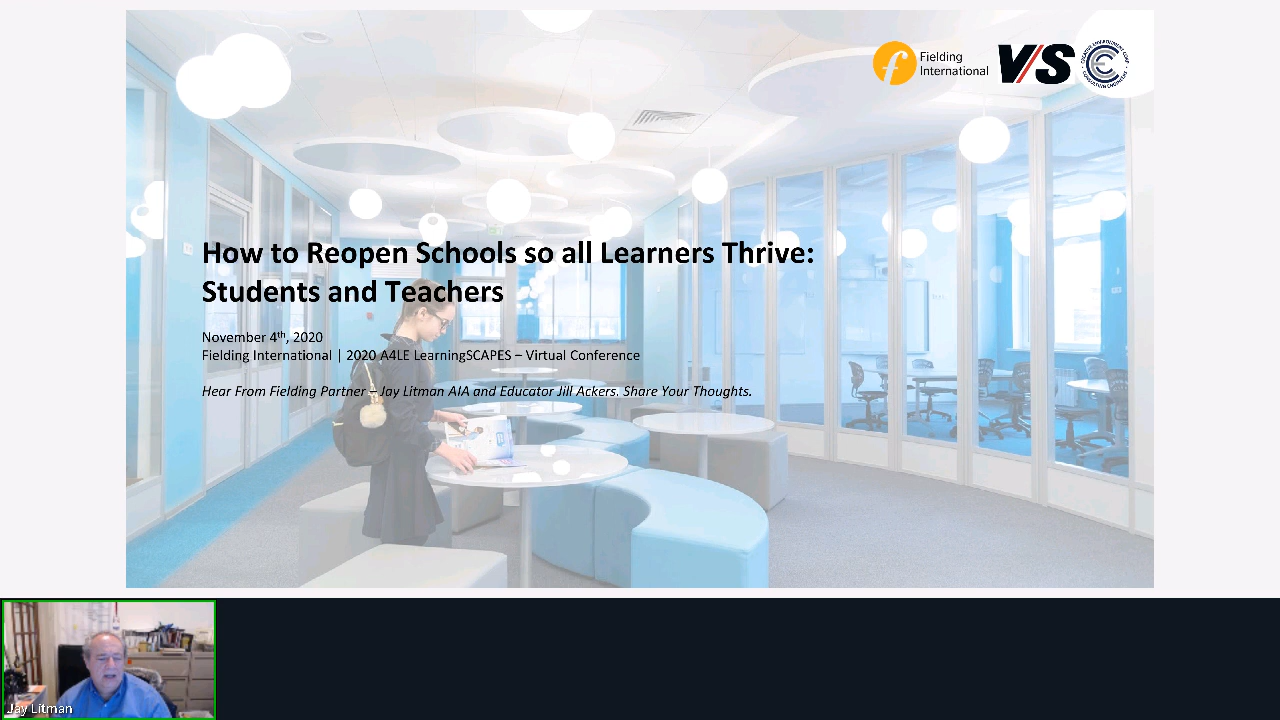 Fielding
International
VS
How to Reopen Schools so all Learners Thrive:
Students and Teachers
November 4th, 2020
Fielding International | 2020 A4LE LearningSCAPES – Virtual Conference
Hear From Fielding Partner – Jay Litman AIA and Educator Jill Ackers. Share Your Thoughts.
Jay Litman